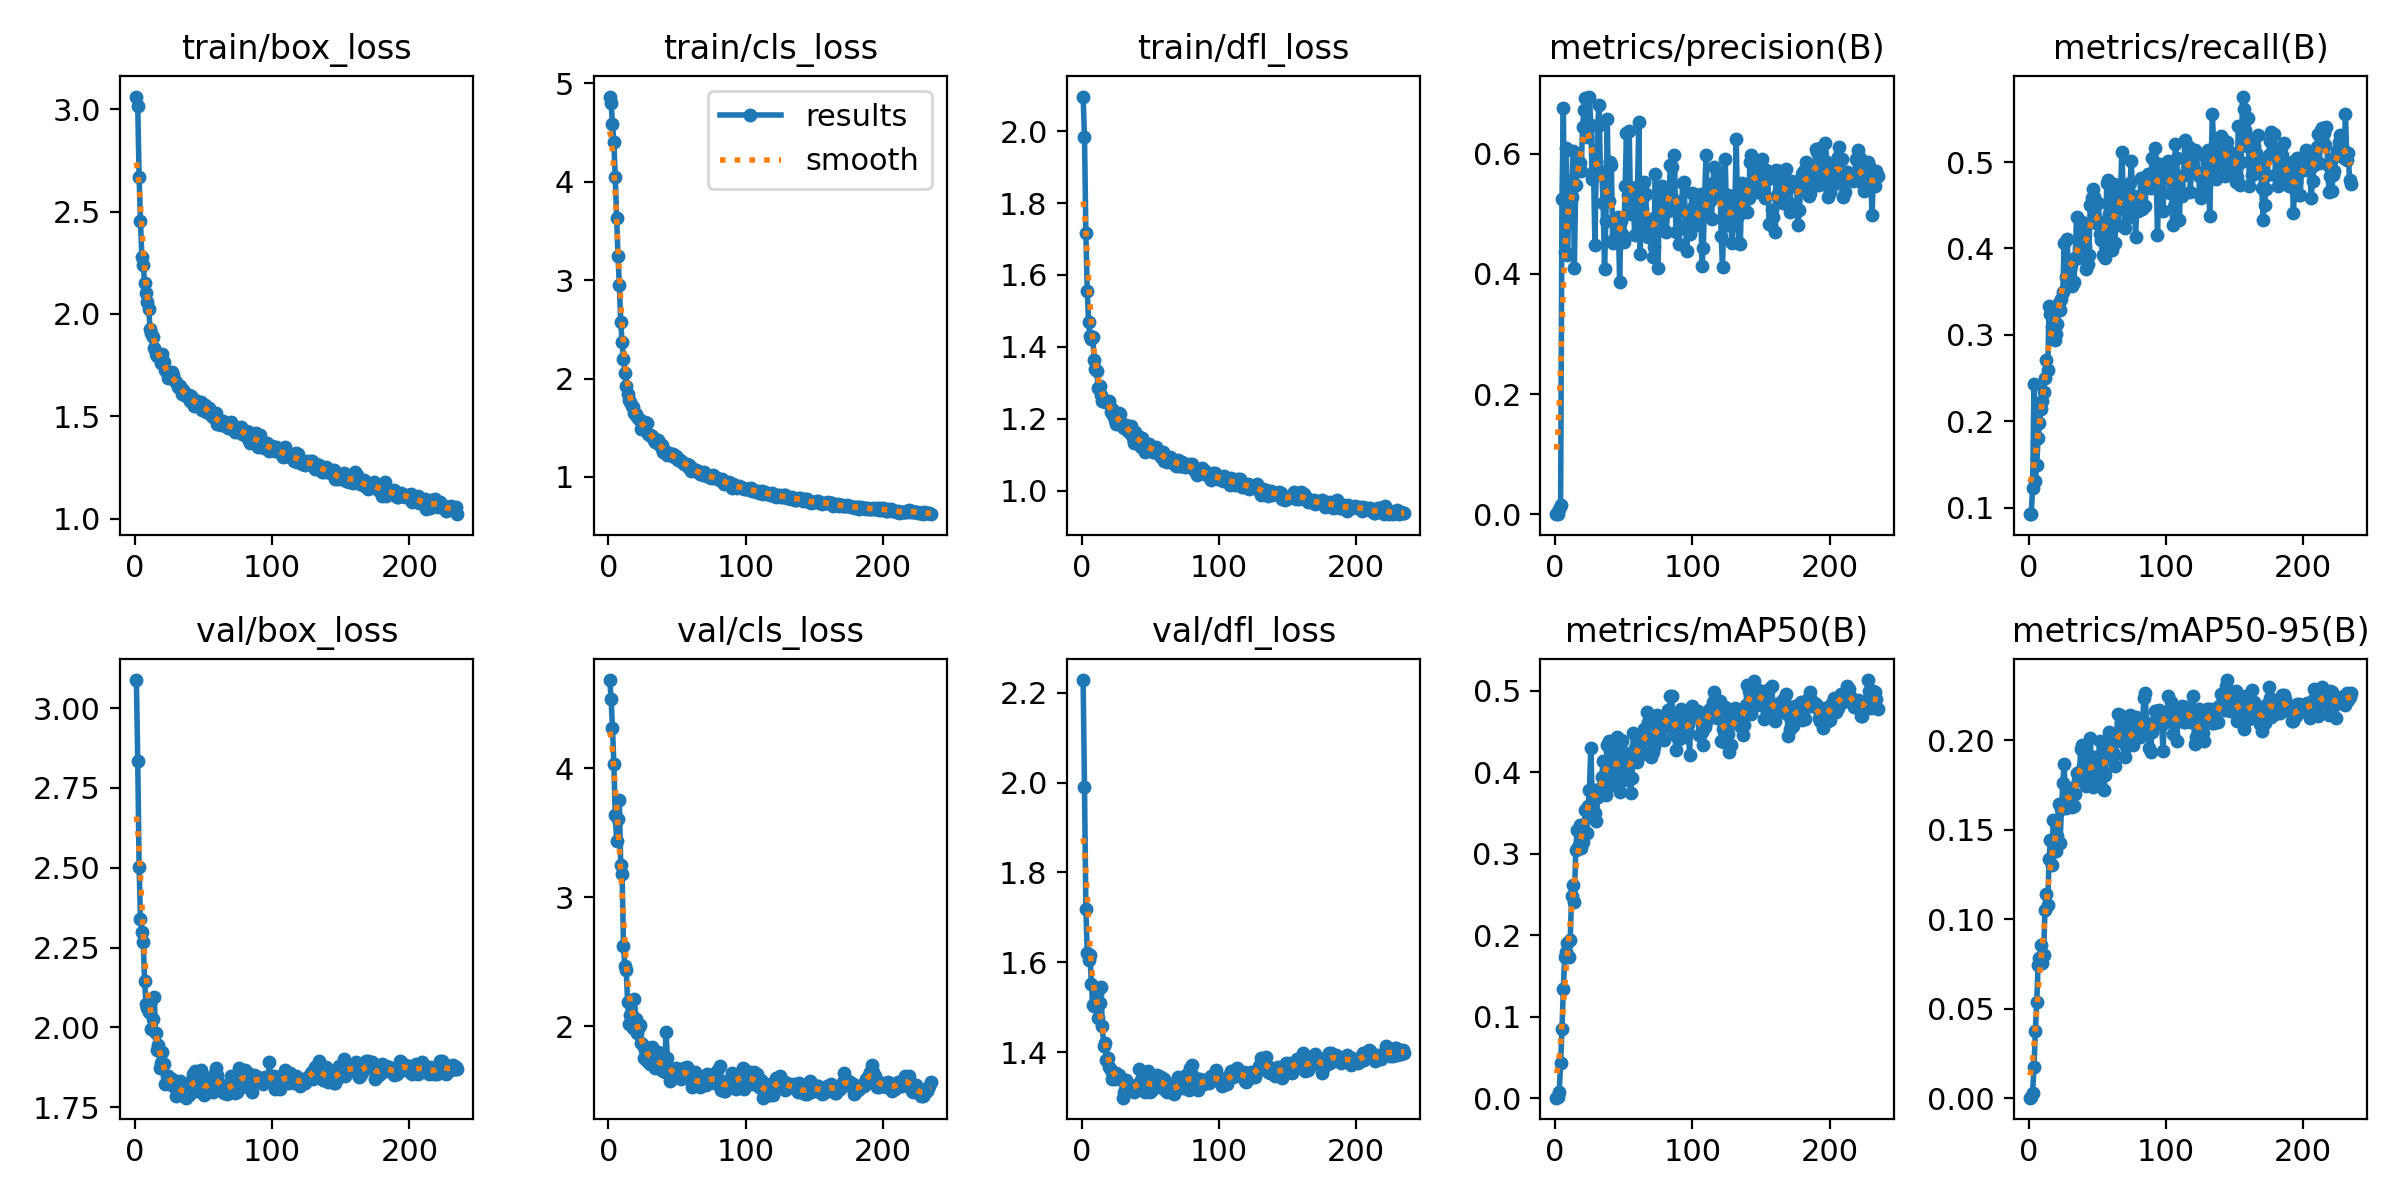 train/box_loss
3.0
2.5
2.0
1.5
1.0
0 100 200
train/cls_loss
results
smooth
5
4
3
2
1
0 100 200
train/dfl_loss
2.0
1.8
1.6
1.4
1.2
1.0
0 100 200
metrics/precision(B)
0.6
0.4
0.2
0.0
0 100 200
metrics/recall(B)
0.5
0.4
0.3
0.2
0.1
0 100 200
val/box_loss
3.00
2.75
2.50
2.25
2.00
1.75
0 100 200
val/cls_loss
4
3
2
0 100 200
val/dfl_loss
2.2
2.0
1.8
1.6
1.4
0 100 200
metrics/mAP50(B)
0.5
0.4
0.3
0.2
0.1
0.0
0 100 200
metrics/mAP50-95(B)
0.20
0.15
0.10
0.05
0.00
0 100 200